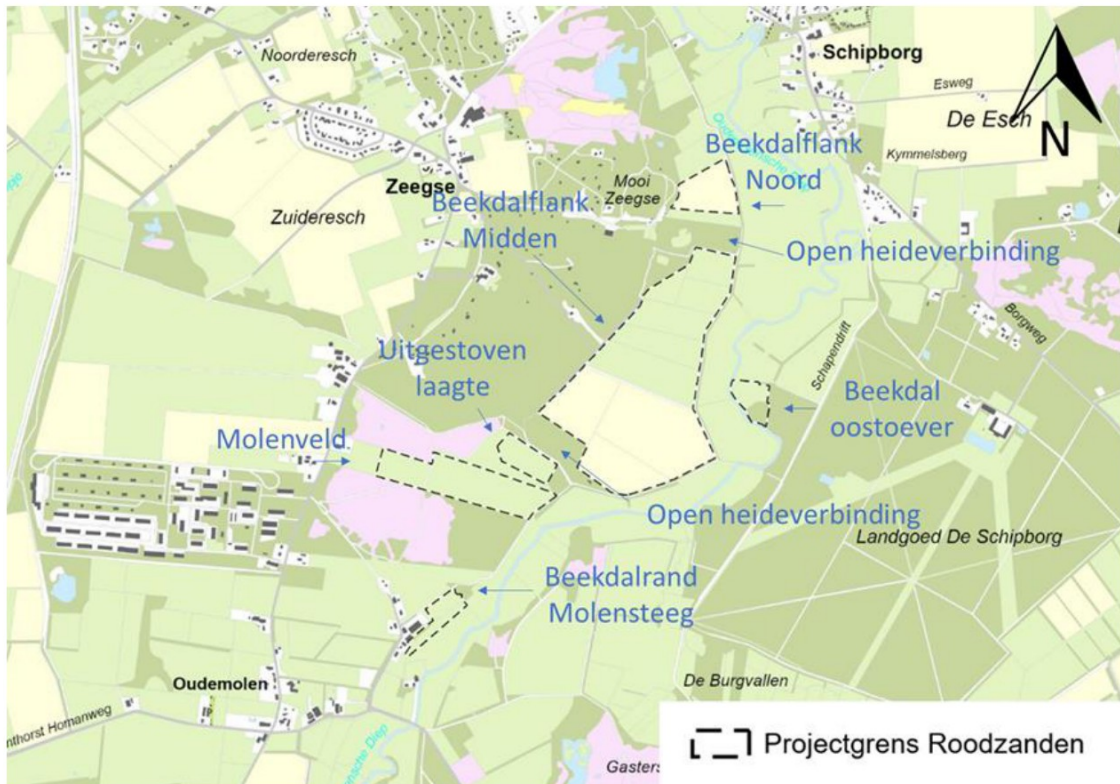 Noorderesch
Schipborg
Esweg
De Esch
Kymmelsberg
N
Beekdalflank
Noord
Mooi
Zeegse
Zeegse
Zuideresch
Beekdalflank
Midden
Open heideverbinding
Borgweg
Schapendrift
Uitgestoven
laagte
Beekdal
oostoever
Molenveld
Open heideverbinding
Landgoed De Schipborg
Beekdalrand
Molensteeg
De Burgvallen
Oudemolen
Homanweg
Projectgrens Roodzanden